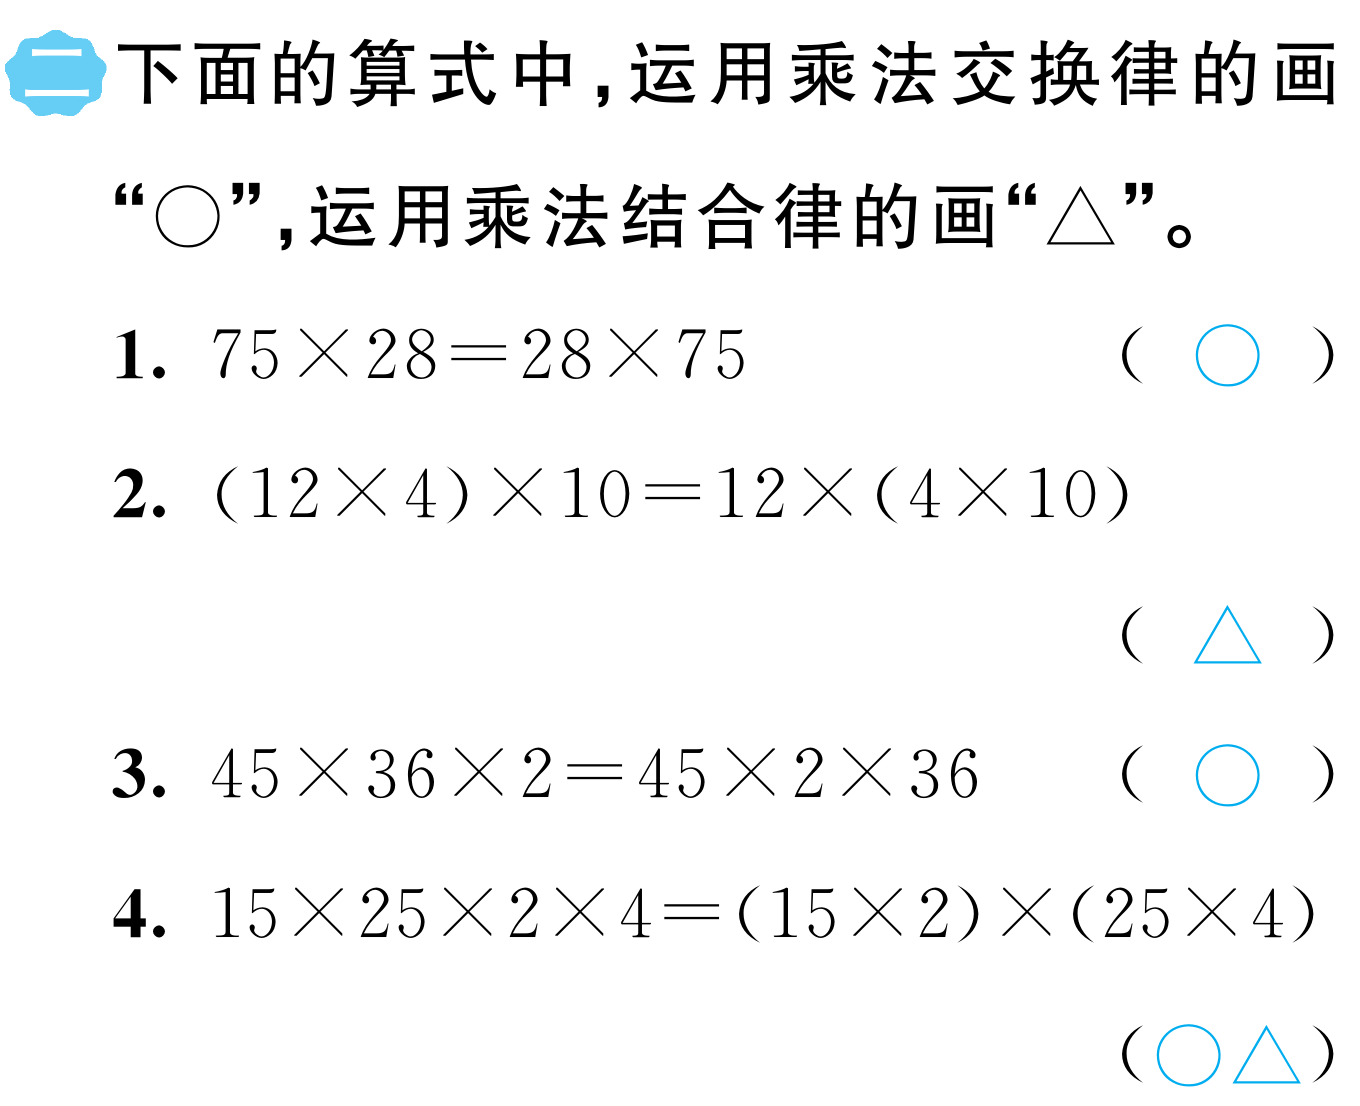 二 下面的算式中,运用乘法交换律的画
“○”,运用乘法结合律的画“△”。
1. 75×28=28×75 ( ○ )
2. (12×4)×10=12×(4×10)
( △ )
3. 45×36×2=45×2×36 ( ○ )
4. 15×25×2×4=(15×2)×(25×4)
(○△)